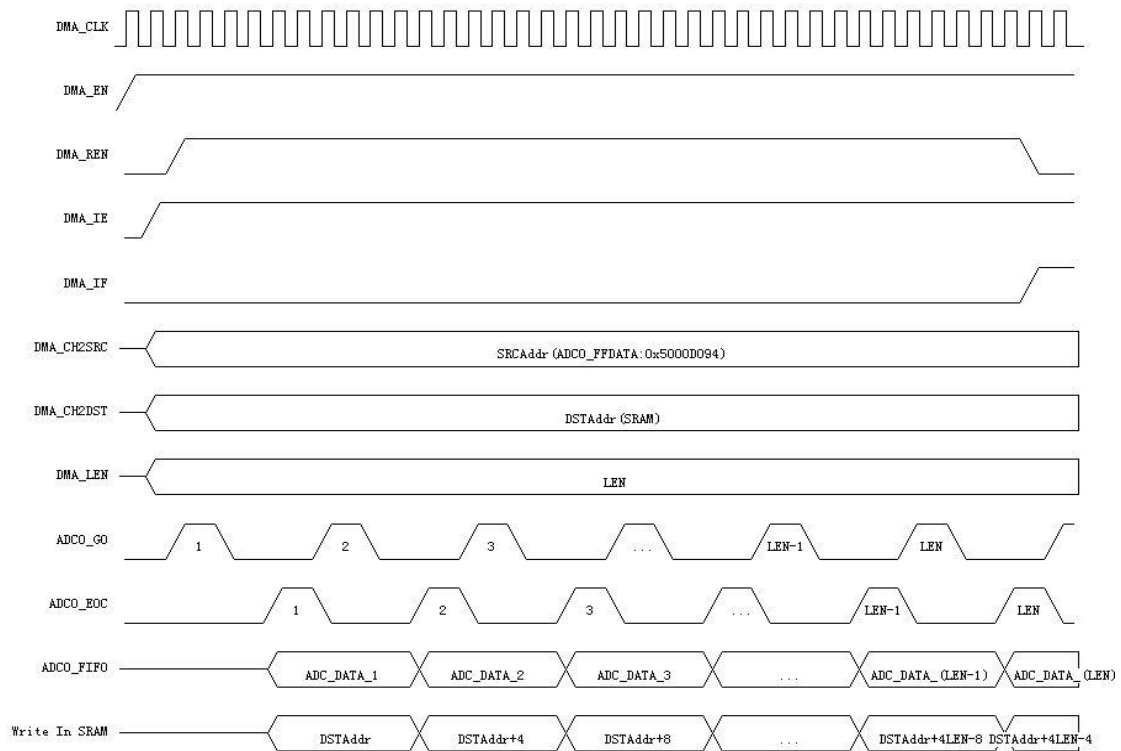 DMA_CLK
DMA_EN
DMA_REN
DMA_IE
DMA_IF
DMA_CH2SRC SRCAddr(ADC0_FFDATA:0x5000D094)
DMA_CH2DST DSTAddr(SRAM)
DMA_LEN LEN
ADC0_GO 1 2 3 ... LEN-1 LEN
ADC0_EOC 1 2 3 ... LEN-1 LEN
ADC0_FIFO ADC_DATA_1 ADC_DATA_2 ADC_DATA_3 ... ADC_DATA_(LEN-1) ADC_DATA_(LEN)
Write In SRAM DSTAddr DSTAddr+4 DSTAddr+8 ... DSTAddr+4LEN-8 DSTAddr+4LEN-4